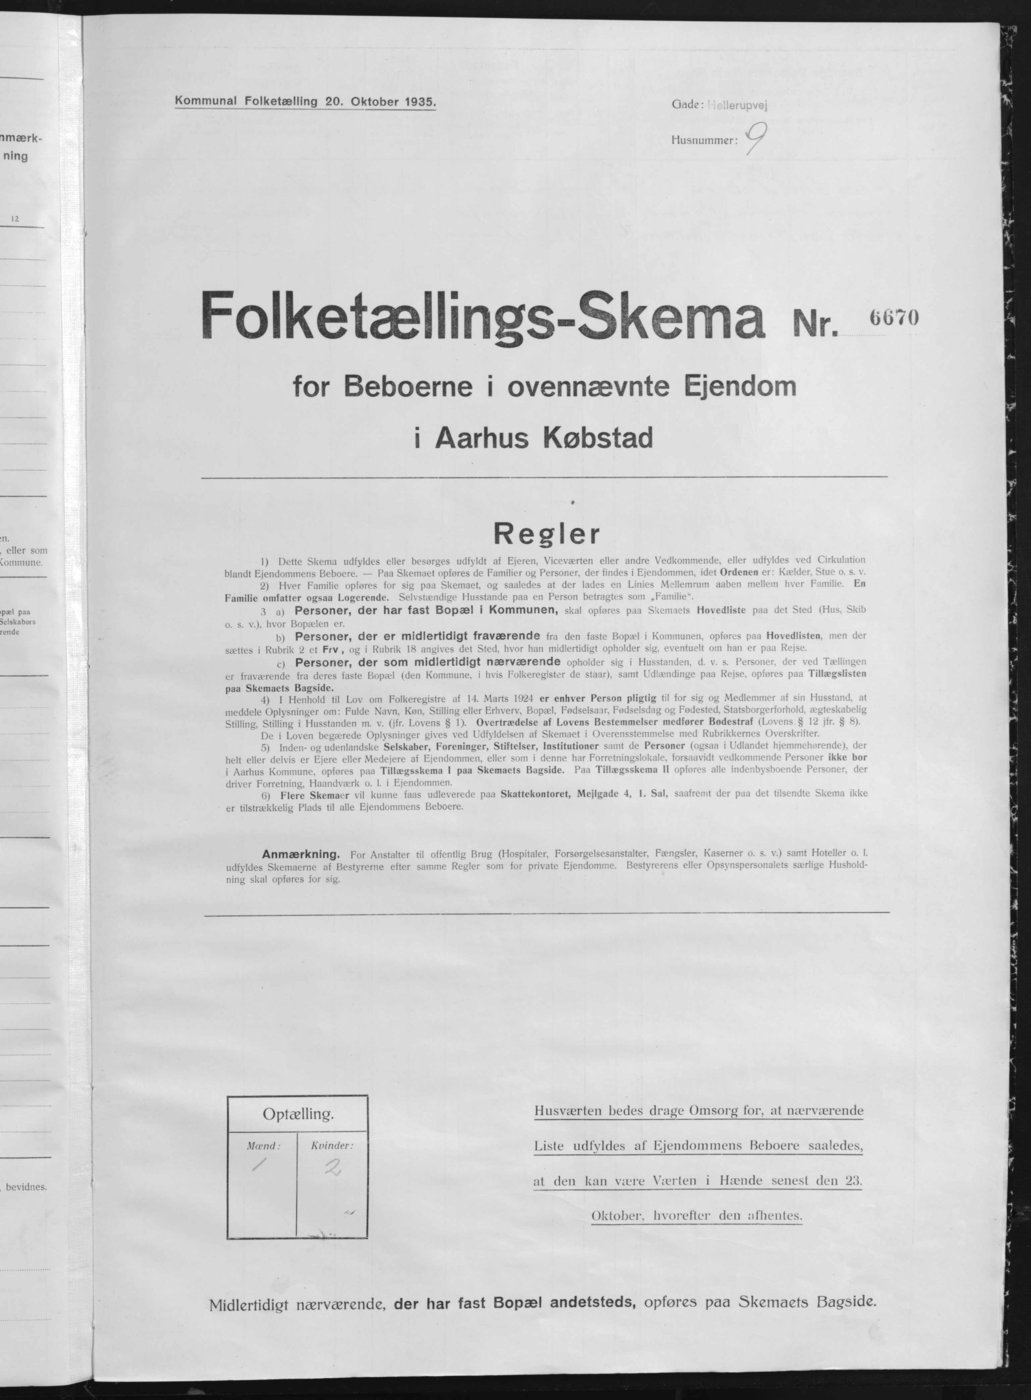 Kommunal Folketælling 20. Oktober 1935.
Gade: Hellerupvej
Husnummer: 9
nmærk-
ning
12
Folketællings-Skema Nr. 6670
for Beboerne i ovennævnte Ejendom
i Aarhus Købstad
Regler
1) Dette Skema udfyldes eller besørges udfyldt af Ejeren, Viceværten eller andre Vedkommende, eller udfyldes ved Cirkulation
blandt Ejendommens Beboere. — Paa Skemaet opføres de Familier og Personer, der findes i Ejendommen, idet Ordenen er: Kælder, Stue o. s. v.
2) Hver Familie opføres for sig paa Skemaet, og saaledes at der lades en Linies Mellemrum aaben mellem hver Familie. En
Familie omfatter ogsaa Logerende. Selvstændige Husstande paa en Person betragtes som „Familie“.
3 a) Personer, der har fast Bopæl i Kommunen, skal opføres paa Skemaets Hovedliste paa det Sted (Hus, Skib
o. s. v.), hvor Bopælen er.
b) Personer, der er midlertidigt fraværende fra den faste Bopæl i Kommunen, opføres paa Hovedlisten, men der
sættes i Rubrik 2 et Frv, og i Rubrik 18 angives det Sted, hvor han midlertidigt opholder sig, eventuelt om han er paa Rejse.
c) Personer, der som midlertidigt nærværende opholder sig i Husstanden, d. v. s. Personer, der ved Tællingen
er fraværende fra deres faste Bopæl (den Kommune, i hvis Folkeregister de staar), samt Udlændinge paa Rejse, opføres paa Tillægslisten
paa Skemaets Bagside.
4) I Henhold til Lov om Folkeregistre af 14. Marts 1924 er enhver Person pligtig til for sig og Medlemmer af sin Husstand, at
meddele Oplysninger om: Fulde Navn, Køn, Stilling eller Erhverv, Bopæl, Fødselsaar, Fødselsdag og Fødested, Statsborgerforhold, ægteskabelig
Stilling, Stilling i Husstanden m. v. (jfr. Lovens § 1). Overtrædelse af Lovens Bestemmelser medfører Bødestraf (Lovens § 12 jfr. § 8).
De i Loven begærede Oplysninger gives ved Udfyldelsen af Skemaet i Overensstemmelse med Rubrikkernes Overskrifter.
5) Inden- og udenlandske Selskaber, Foreninger, Stiftelser, Institutioner samt de Personer (ogsaa i Udlandet hjemmehørende), der
helt eller delvis er Ejere eller Medejere af Ejendommen, eller som i denne har Forretningslokale, forsaavidt vedkommende Personer ikke bor
i Aarhus Kommune, opføres paa Tillægsskema I paa Skemaets Bagside. Paa Tillægsskema II opføres alle indenbysboende Personer, der
driver Forretning, Haandværk o. l. i Ejendommen.
6) Flere Skemaer vil kunne faas udleverede paa Skattekontoret, Mejlgade 4, 1. Sal, saafremt der paa det tilsendte Skema ikke
er tilstrækkelig Plads til alle Ejendommens Beboere.
Anmærkning. For Anstalter til offentlig Brug (Hospitaler, Forsørgelsesanstalter, Fængsler, Kaserner o. s. v.) samt Hoteller o. l.
udfyldes Skemaerne af Bestyrerne efter samme Regler som for private Ejendomme. Bestyrerens eller Opsynspersonalets særlige Hushold-
ning skal opføres for sig.
en.
, eller som
Kommune.
opæl paa
Selskabers
rende
, bevidnes.
Optælling.
Mænd: Kvinder:
1 2
Husværten bedes drage Omsorg for, at nærværende
Liste udfyldes af Ejendommens Beboere saaledes,
at den kan være Værten i Hænde senest den 23.
Oktober, hvorefter den afhentes.
Midlertidigt nærværende, der har fast Bopæl andetsteds, opføres paa Skemaets Bagside.